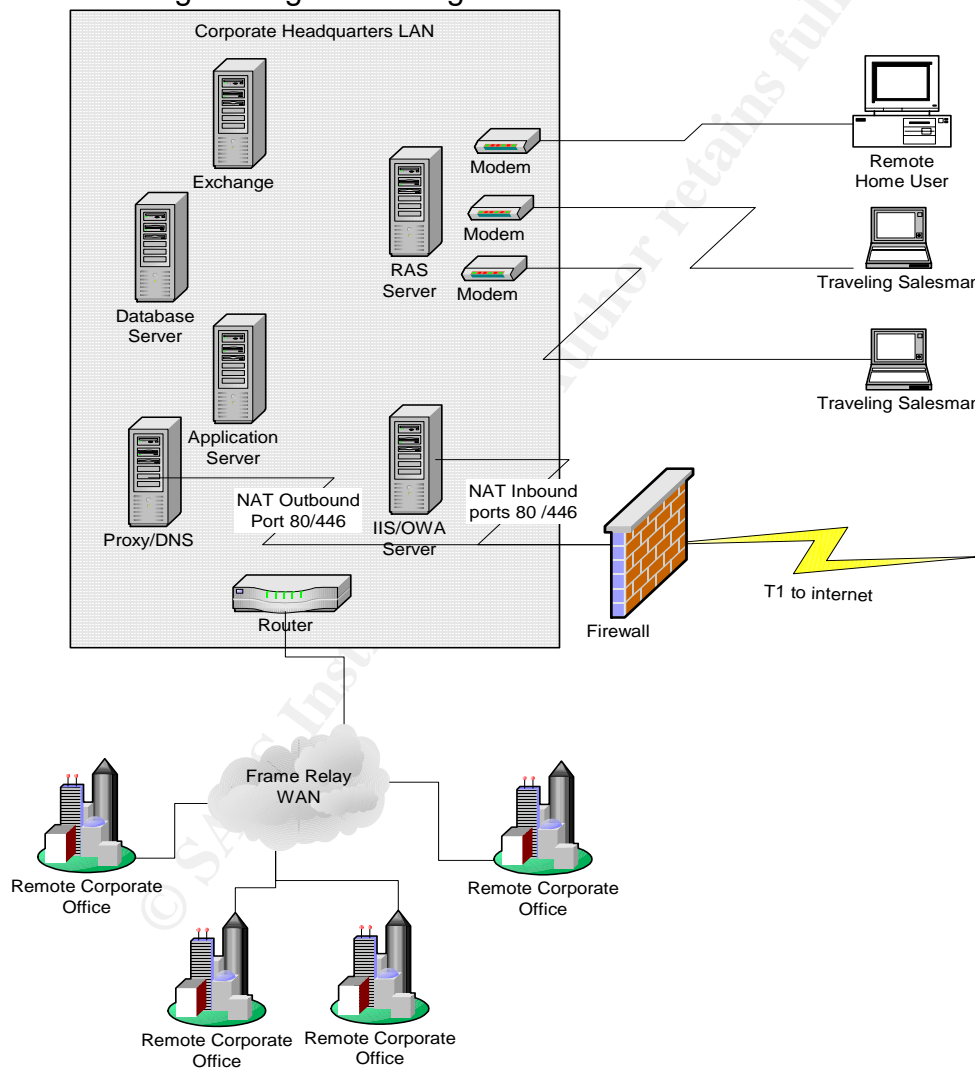 Corporate Headquarters LAN
Exchange
Modem
Remote
Home User
Modem
RAS
Server
Modem
Traveling Salesman
Database
Server
Traveling Salesman
Application
Server
NAT Outbound
Port 80/446
NAT Inbound
ports 80 /446
Proxy/DNS
IIS/OWA
Server
T1 to internet
Firewall
Router
Frame Relay
WAN
Remote Corporate
Office
Remote Corporate
Office
Remote Corporate
Office
Remote Corporate
Office
Author retains